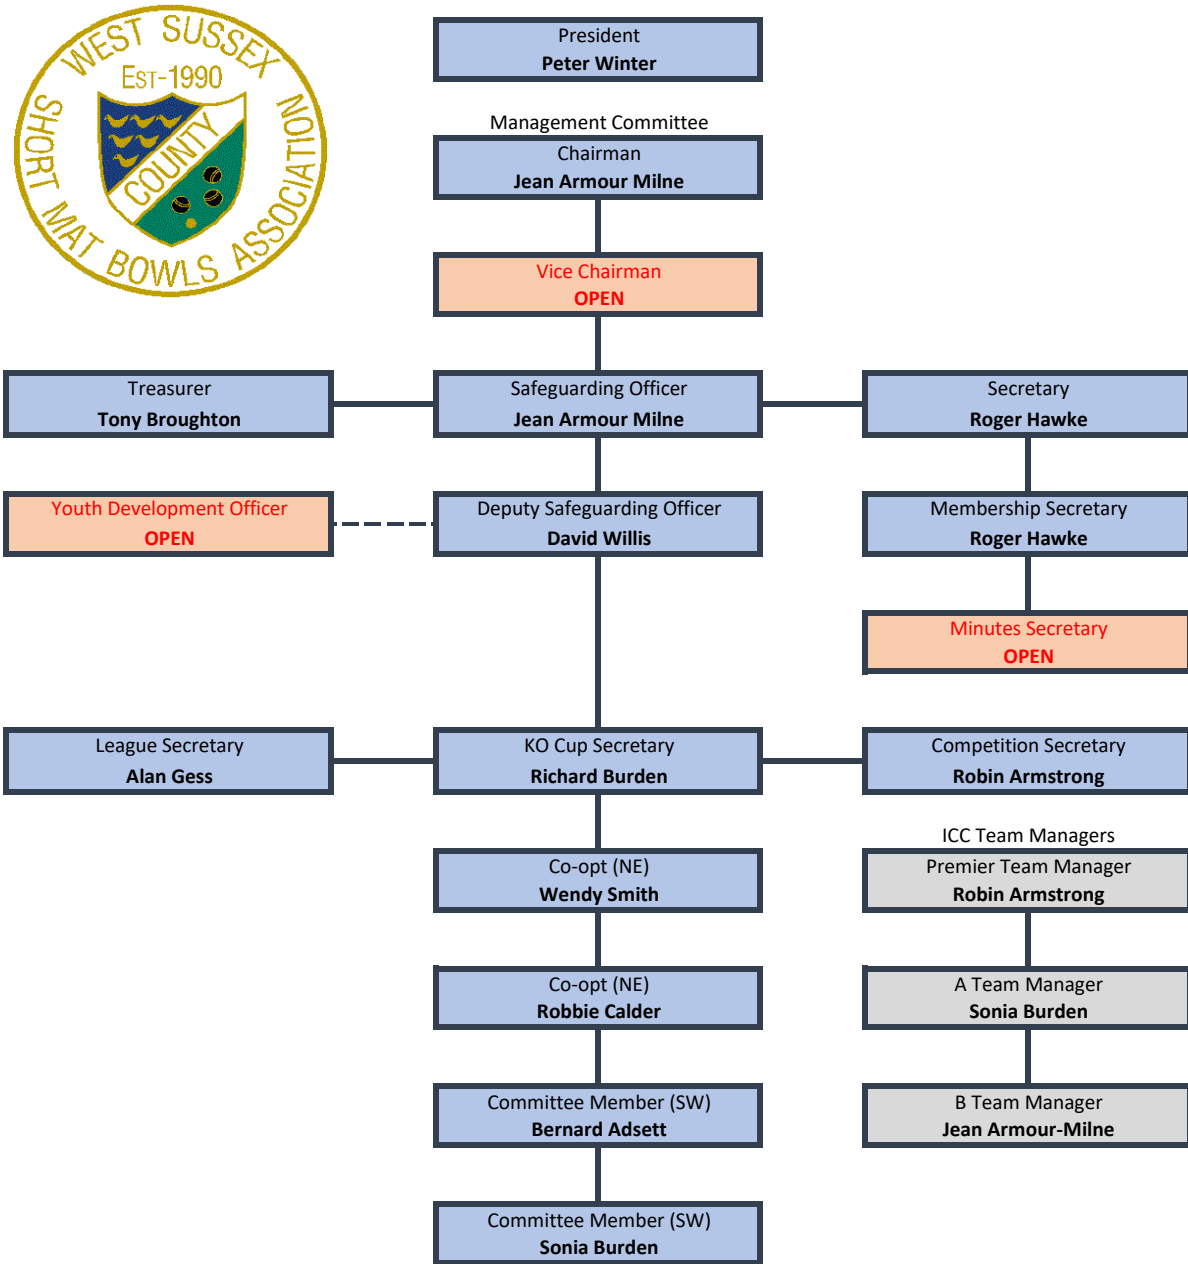 WEST SUSSEX
SHORT MAT BOWLS ASSOCIATION
EST-1990
COUNTY
President
Peter Winter
Management Committee
Chairman
Jean Armour Milne
Vice Chairman
OPEN
Treasurer
Tony Broughton
Safeguarding Officer
Jean Armour Milne
Secretary
Roger Hawke
Youth Development Officer
OPEN
Deputy Safeguarding Officer
David Willis
Membership Secretary
Roger Hawke
Minutes Secretary
OPEN
League Secretary
Alan Gess
KO Cup Secretary
Richard Burden
Competition Secretary
Robin Armstrong
Co-opt (NE)
Wendy Smith
ICC Team Managers
Premier Team Manager
Robin Armstrong
Co-opt (NE)
Robbie Calder
A Team Manager
Sonia Burden
Committee Member (SW)
Bernard Adsett
B Team Manager
Jean Armour-Milne
Committee Member (SW)
Sonia Burden